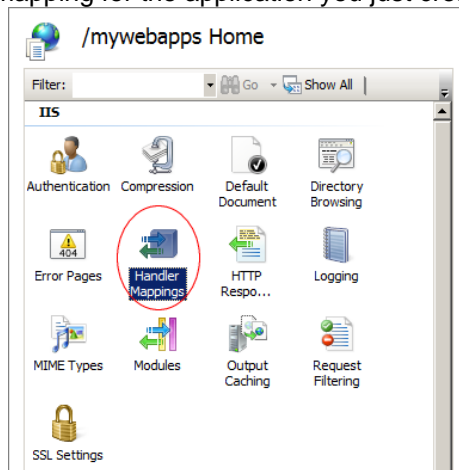 mapping for the application you just cre
/mywebapps Home
Filter: Go Show All
IIS
Authentication Compression Default Document Directory Browsing
404
Error Pages Handler Mappings HTTP Respo... Logging
MIME Types Modules Output Caching Request Filtering
SSL Settings